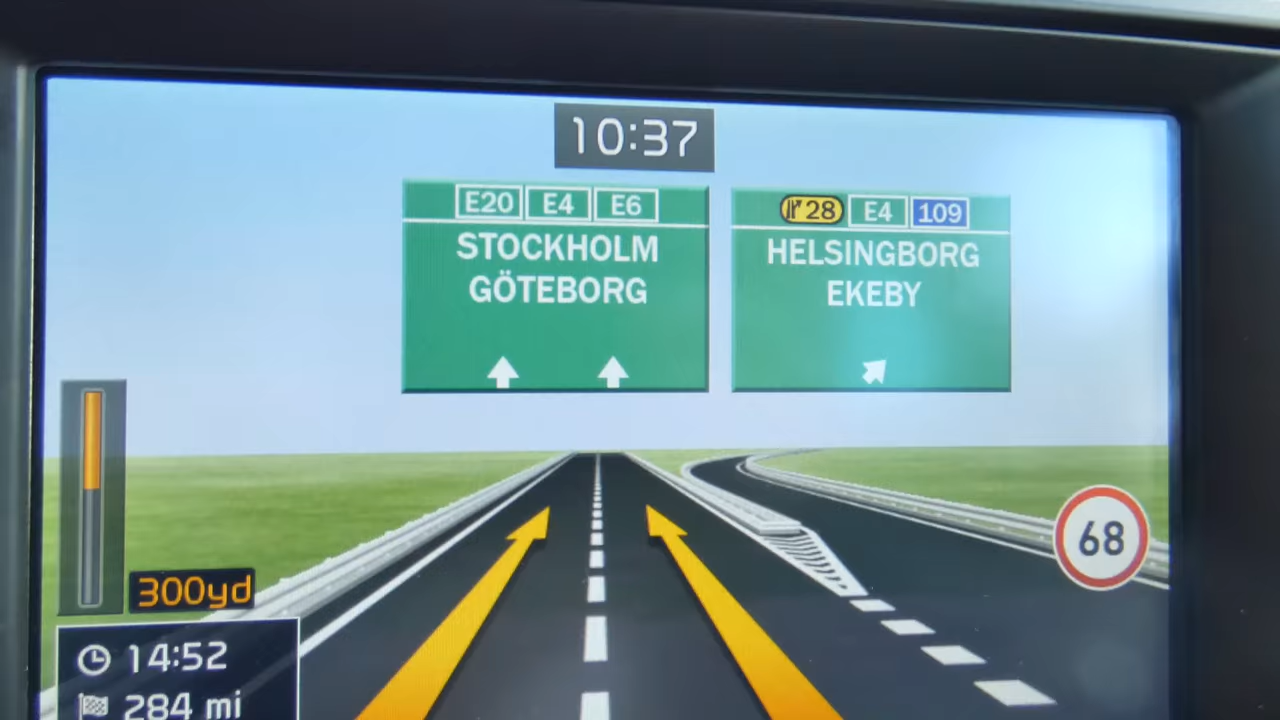 10:37
E20 E4 E6
STOCKHOLM
GÖTEBORG
28 E4 109
HELSINGBORG
EKEBY
68
300yd
14:52
284 mi